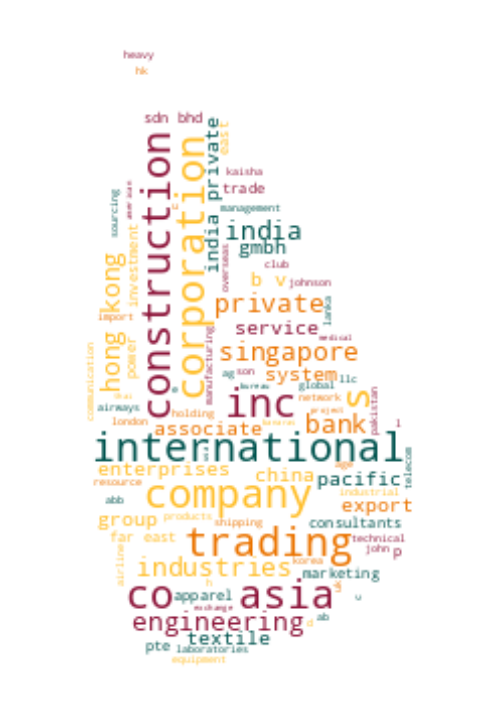 heavy
hk
sdn bhd
construction
corporation
india private
east
kaisha
trade
sourcing
american
management
india
gmbh
investment
overseas
club
hong kong
b v
johnson
import
private
lanka
service
medical
power
manufacturing
singapore
communication
ag
son
system
llc
bureau
global
s
airways
inc
network
pakistan
holding
project
london
associate
bank
l
international
telecom
enterprises
china
age
pacific
resource
company
industrial
abb
export
group
products
shipping
consultants
far east
trading
technical
john
p
airline
industries
korea
marketing
h
uk
co
apparel
asia
u
exchange
engineering
d
ab
textile
pte
laboratories
equipment